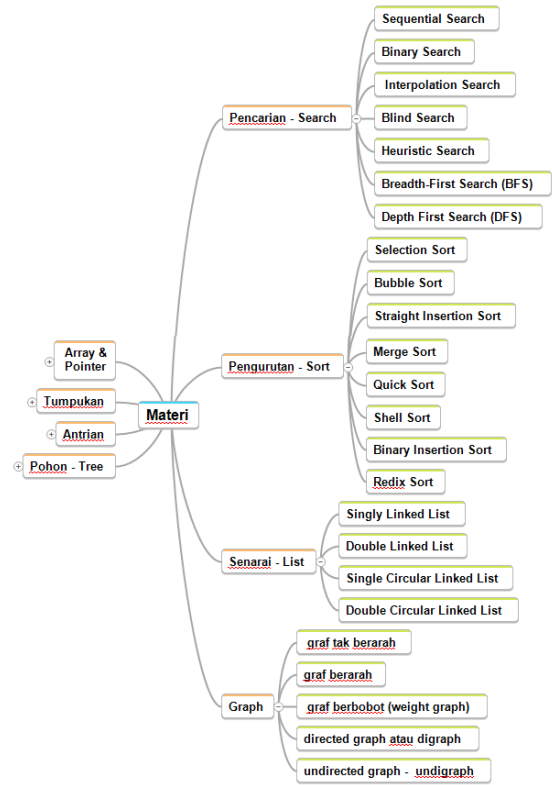 Materi
Array &
Pointer
Tumpukan
Antrian
Pohon - Tree
Pencarian - Search
Sequential Search
Binary Search
Interpolation Search
Blind Search
Heuristic Search
Breadth-First Search (BFS)
Depth First Search (DFS)
Pengurutan - Sort
Selection Sort
Bubble Sort
Straight Insertion Sort
Merge Sort
Quick Sort
Shell Sort
Binary Insertion Sort
Redix Sort
Senarai - List
Singly Linked List
Double Linked List
Single Circular Linked List
Double Circular Linked List
Graph
graf tak berarah
graf berarah
graf berbobot (weight graph)
directed graph atau digraph
undirected graph - undigraph